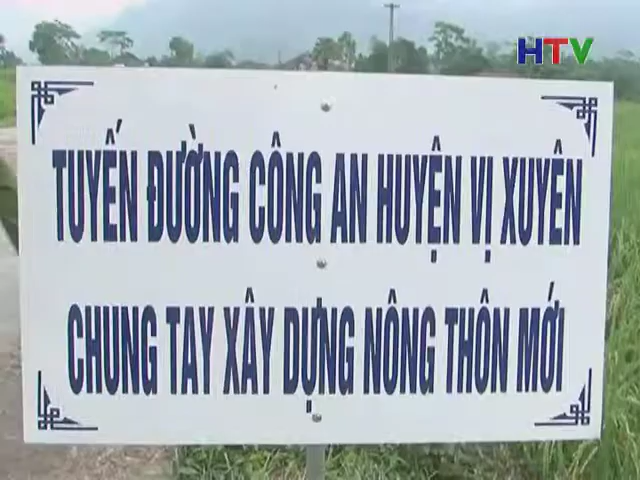 HTV
TUYẾN ĐƯỜNG CÔNG AN HUYỆN VỊ XUYÊN
CHUNG TAY XÂY DỰNG NÔNG THÔN MỚI